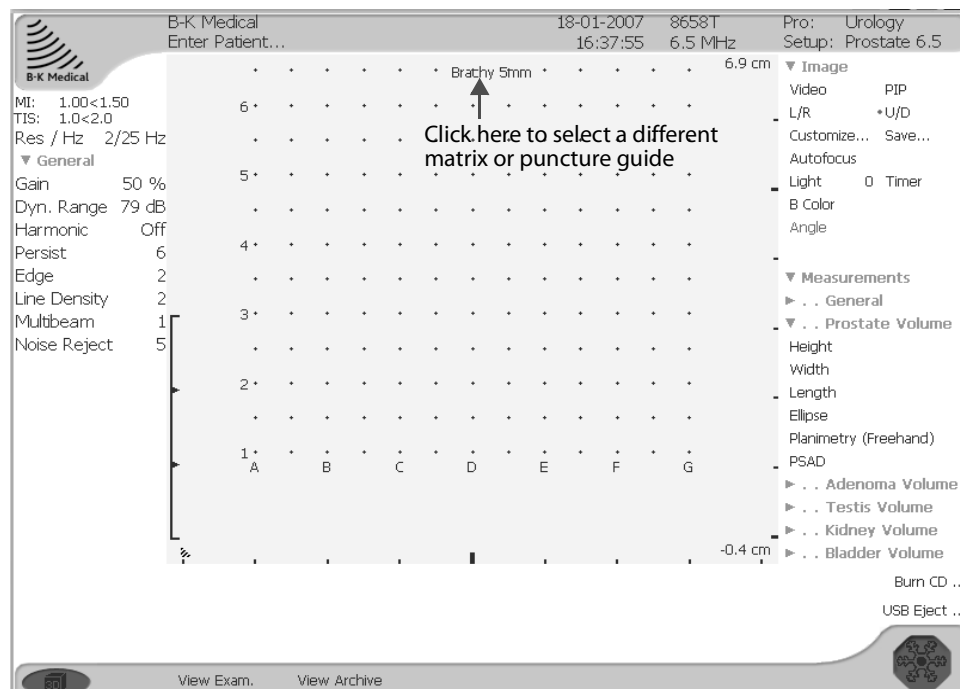 B-K Medical
B-K Medical 18-01-2007 8658T
Enter Patient... 16:37:55 6.5 MHz
Pro: Urology
Setup: Prostate 6.5
MI: 1.00<1.50
TIS: 1.0<2.0
Res / Hz 2/25 Hz
▼ General
Gain 50 %
Dyn. Range 79 dB
Harmonic Off
Persist 6
Edge 2
Line Density 2
Multibeam 1
Noise Reject 5
Brathy 5mm
6.9 cm
Click here to select a different
matrix or puncture guide
6
5
4
3
2
1
A B C D E F G
-0.4 cm
▼ Image
Video PIP
L/R •U/D
Customize... Save...
Autofocus
Light 0 Timer
B Color
Angle
▼ Measurements
► . . General
▼ . . Prostate Volume
Height
Width
Length
Ellipse
Planimetry (Freehand)
PSAD
► . . Adenoma Volume
► . . Testis Volume
► . . Kidney Volume
► . . Bladder Volume
Burn CD ..
USB Eject ..
3D
View Exam. View Archive